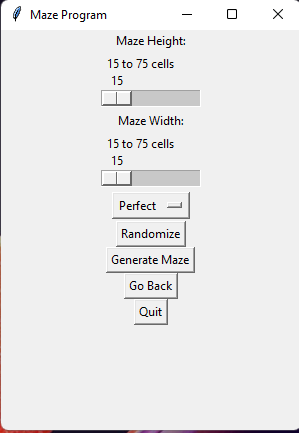 Maze Program
Maze Height:
15 to 75 cells
15
Maze Width:
15 to 75 cells
15
Perfect
Randomize
Generate Maze
Go Back
Quit